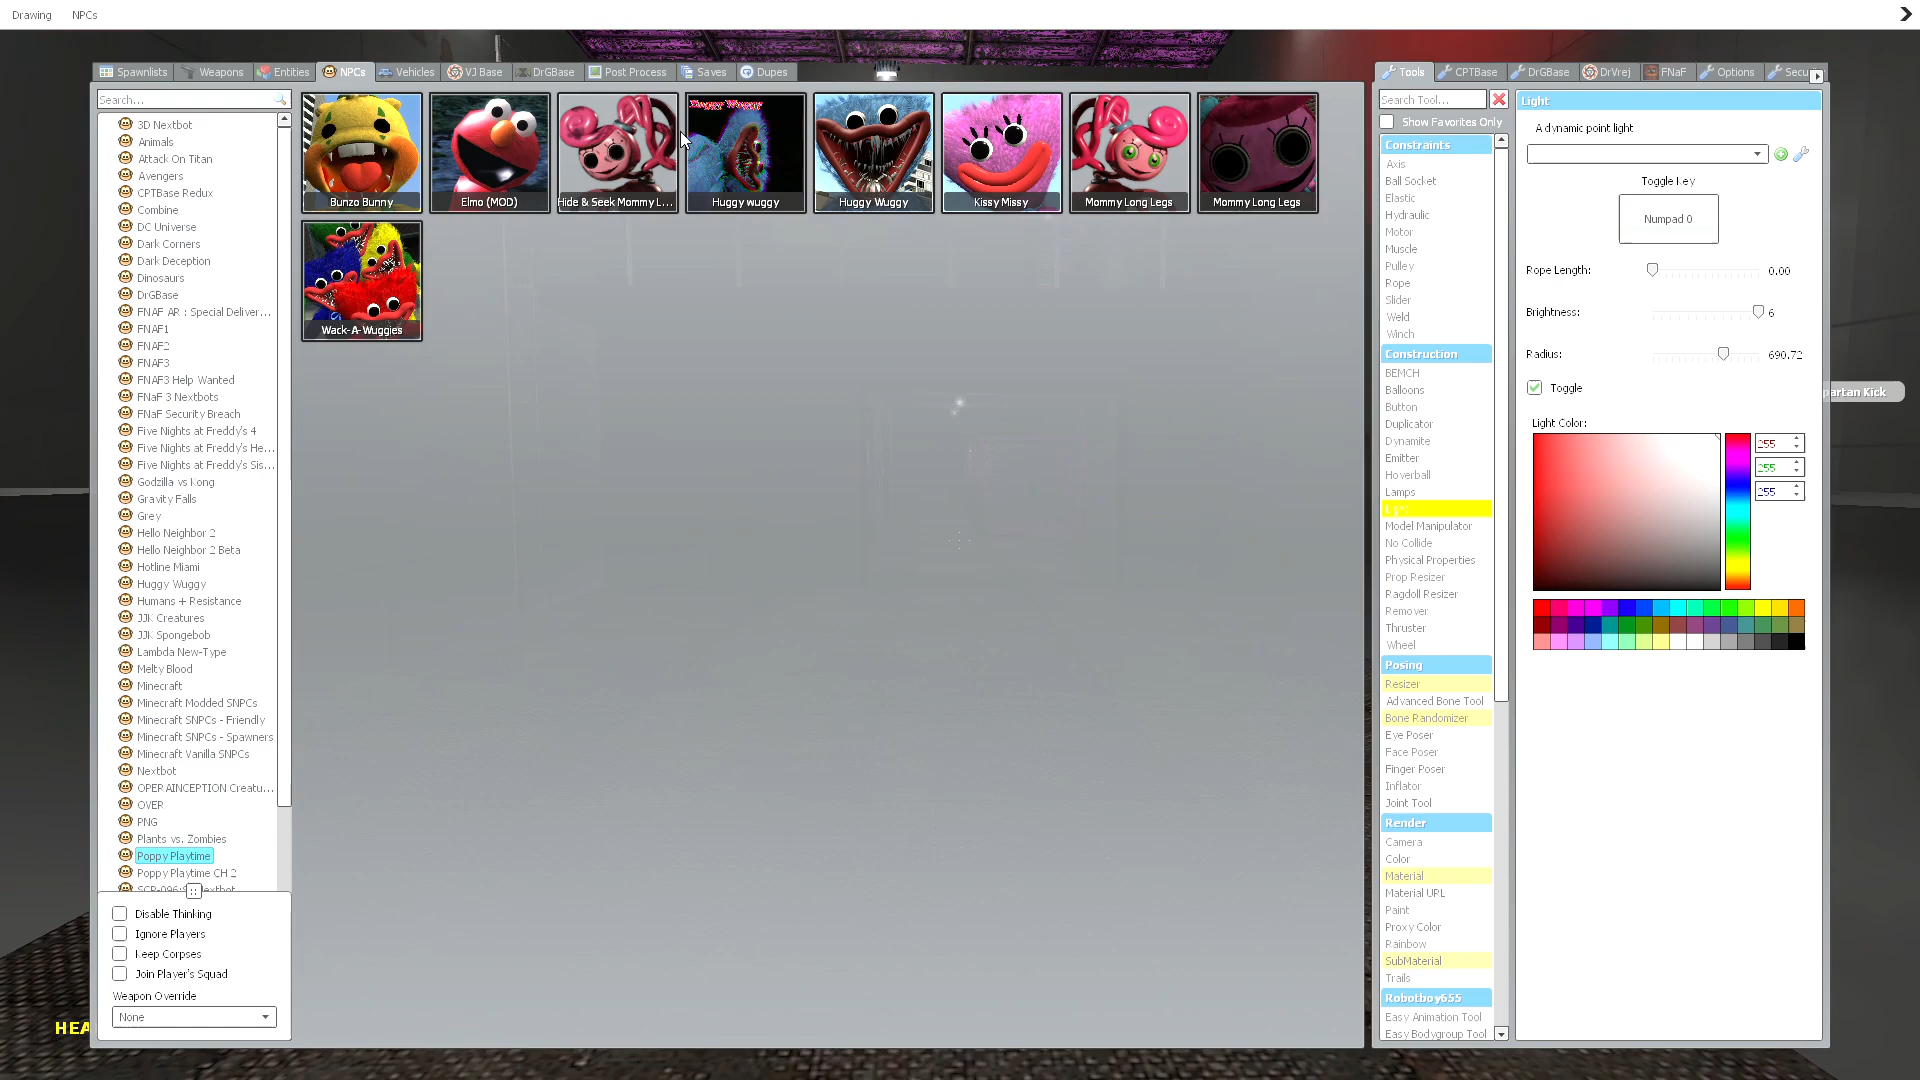 Drawing NPCs
Spawnlists Weapons Entities NPCs Vehicles VJ Base DrGBase Post Process Saves Dupes
Search...
3D Nextbot
Animals
Attack On Titan
Avengers
CPTBase Redux
Combine
DC Universe
Dark Corners
Dark Deception
Dinosaurs
DrGBase
FNAF AR : Special Deliver...
FNAF1
FNAF2
FNAF3
FNAF3 Help Wanted
FNaF 3 Nextbots
FNaF Security Breach
Five Nights at Freddy's 4
Five Nights at Freddy's He...
Five Nights at Freddy's Sis...
Godzilla vs Kong
Gravity Falls
Grey
Hello Neighbor 2
Hello Neighbor 2 Beta
Hotline Miami
Huggy Wuggy
Humans + Resistance
JJK Creatures
JJK Spongebob
Lambda New-Type
Melty Blood
Minecraft
Minecraft Modded SNPCs
Minecraft SNPCs - Friendly
Minecraft SNPCs - Spawners
Minecraft Vanilla SNPCs
Nextbot
OPERAINCEPTION Creatu...
OVER
PNG
Plants vs. Zombies
Poppy Playtime
Poppy Playtime CH 2
Disable Thinking
Ignore Players
Keep Corpses
Join Player's Squad
Weapon Override
None
HEA
Bunzo Bunny
Elmo (MOD)
Hide & Seek Mommy L...
Huggy Wuggy
Huggy wuggy
Huggy Wuggy
Kissy Missy
Mommy Long Legs
Mommy Long Legs
Wack-A-Wuggies
Tools CPTBase DrGBase DrVrej FNaF Options Secu
Search Tool...
Show Favorites Only
Constraints
Axis
Ball Socket
Elastic
Hydraulic
Motor
Muscle
Pulley
Rope
Slider
Weld
Winch
Construction
BEMCH
Balloons
Button
Duplicator
Dynamite
Emitter
Hoverball
Lamps
Light
Model Manipulator
No Collide
Physical Properties
Prop Resizer
Ragdoll Resizer
Remover
Thruster
Wheel
Posing
Resizer
Advanced Bone Tool
Bone Randomizer
Eye Poser
Face Poser
Finger Poser
Inflator
Joint Tool
Render
Camera
Color
Material
Material URL
Paint
Proxy Color
Rainbow
SubMaterial
Trails
Robotboy655
Easy Animation Tool
Easy Bodygroup Tool
Light
A dynamic point light
Toggle Key
Numpad 0
Rope Length: 0.00
Brightness: 6
Radius: 690.72
Toggle
Light Color:
255
255
255
partan Kick